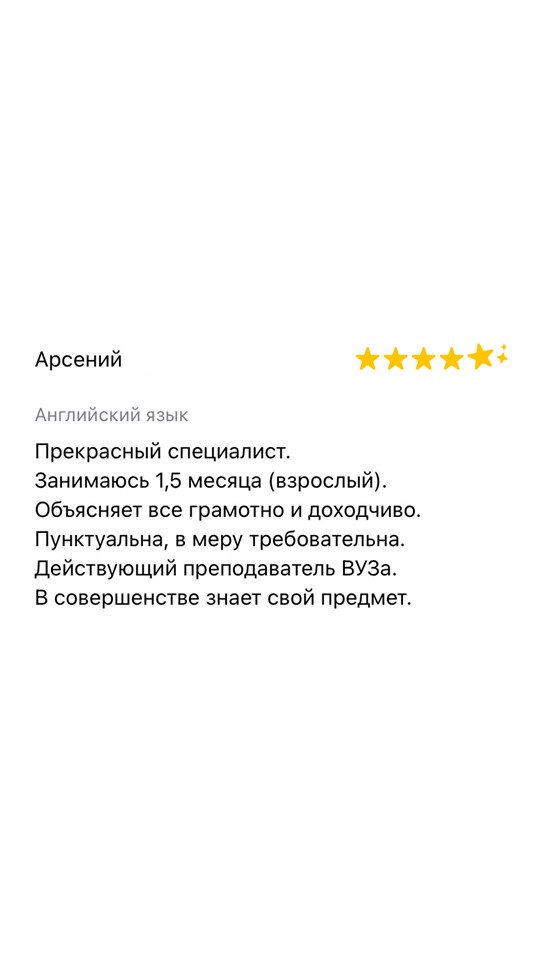 Арсений
Английский язык
Прекрасный специалист.
Занимаюсь 1,5 месяца (взрослый).
Объясняет все грамотно и доходчиво.
Пунктуальна, в меру требовательна.
Действующий преподаватель ВУЗа.
В совершенстве знает свой предмет.